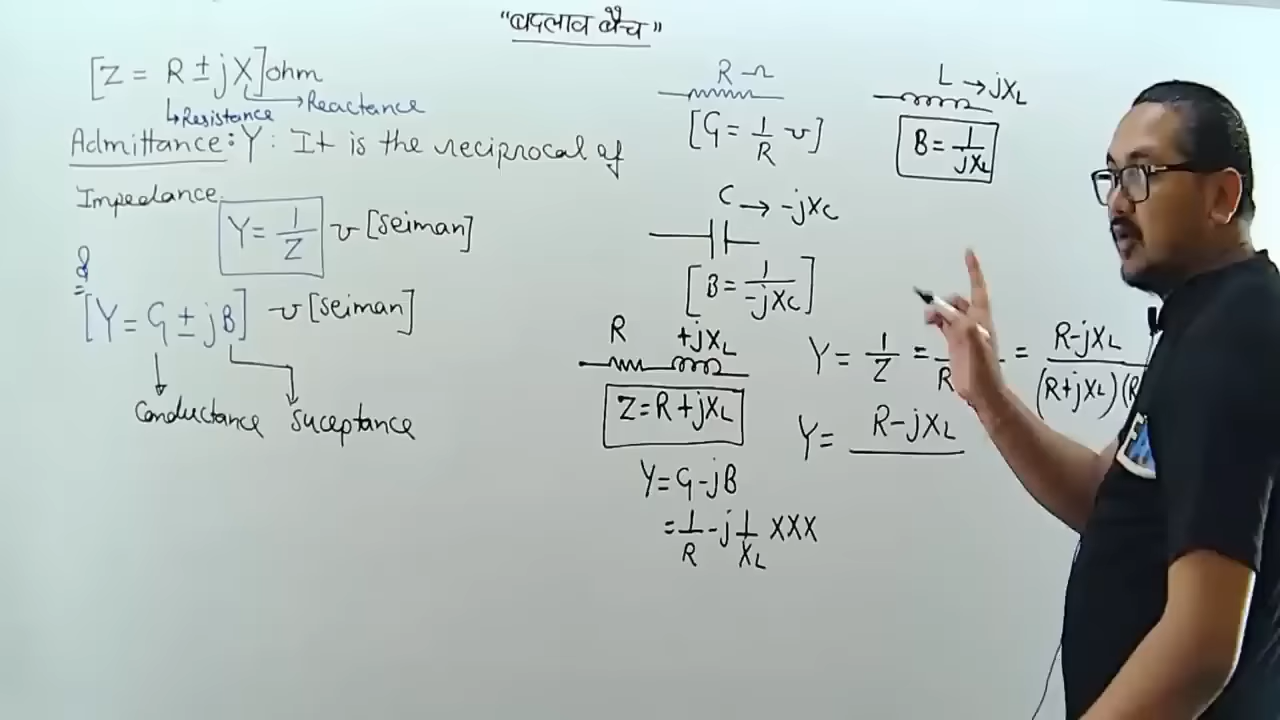 “बदलाव बैच”
[Z = R ± jX] ohm
↳Resistance →Reactance
Admittance: Y: It is the reciprocal of
Impedance.
Y = 1/Z ʊ [Seiman]
[Y = G ± jB] ʊ [Seiman]
Conductance Suceptance
R-Ω
[G = 1/R ʊ]
L → jXL
B = 1/jXL
C → -jXC
[B = 1/-jXC]
R +jXL
Z = R + jXL
Y = G - jB
= 1/R - j 1/XL XXX
Y = 1/Z = R = R-jXL/(R+jXL)(R
Y = R-jXL